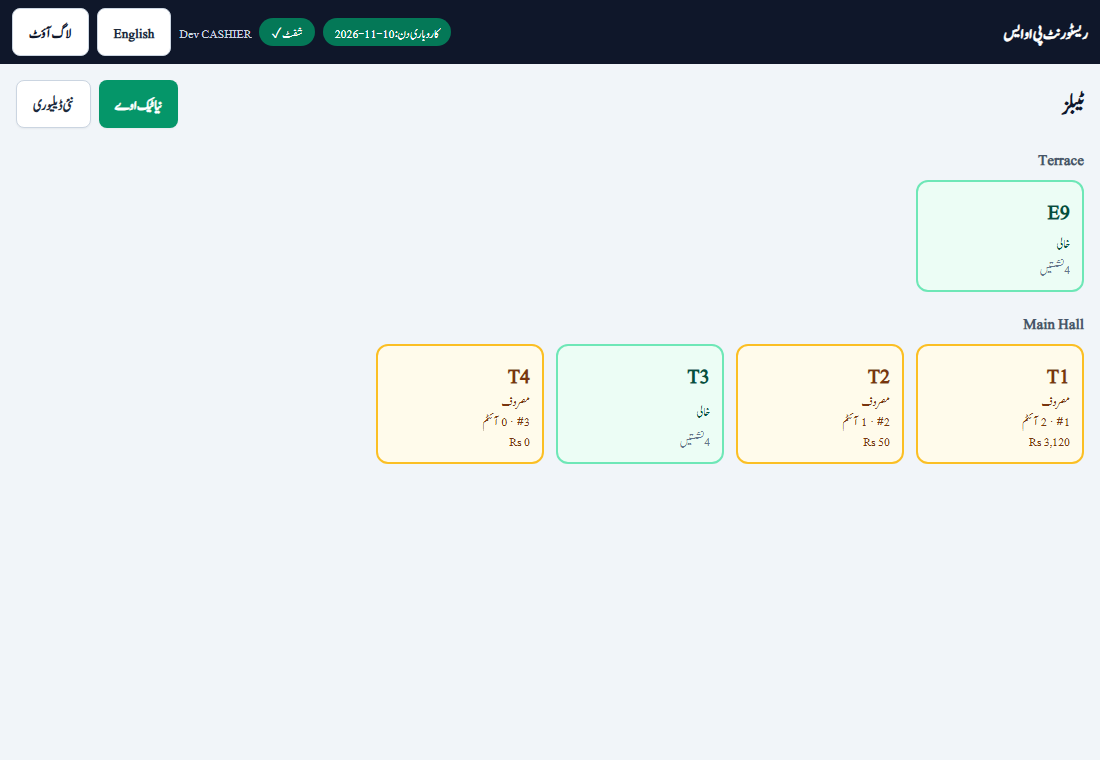 ریسٹورنٹ پی او ایس
کاروباری دن: 2026-11-10
شفٹ ✓
Dev CASHIER
English
لاگ آؤٹ
ٹیبلز
نیا ٹیک اوے
نئی ڈیلیوری
Terrace
E9
خالی
4 نشستیں
Main Hall
T1
مصروف
#1 · 2 آئٹم
Rs 3,120
T2
مصروف
#2 · 1 آئٹم
Rs 50
T3
خالی
4 نشستیں
T4
مصروف
#3 · 0 آئٹم
Rs 0